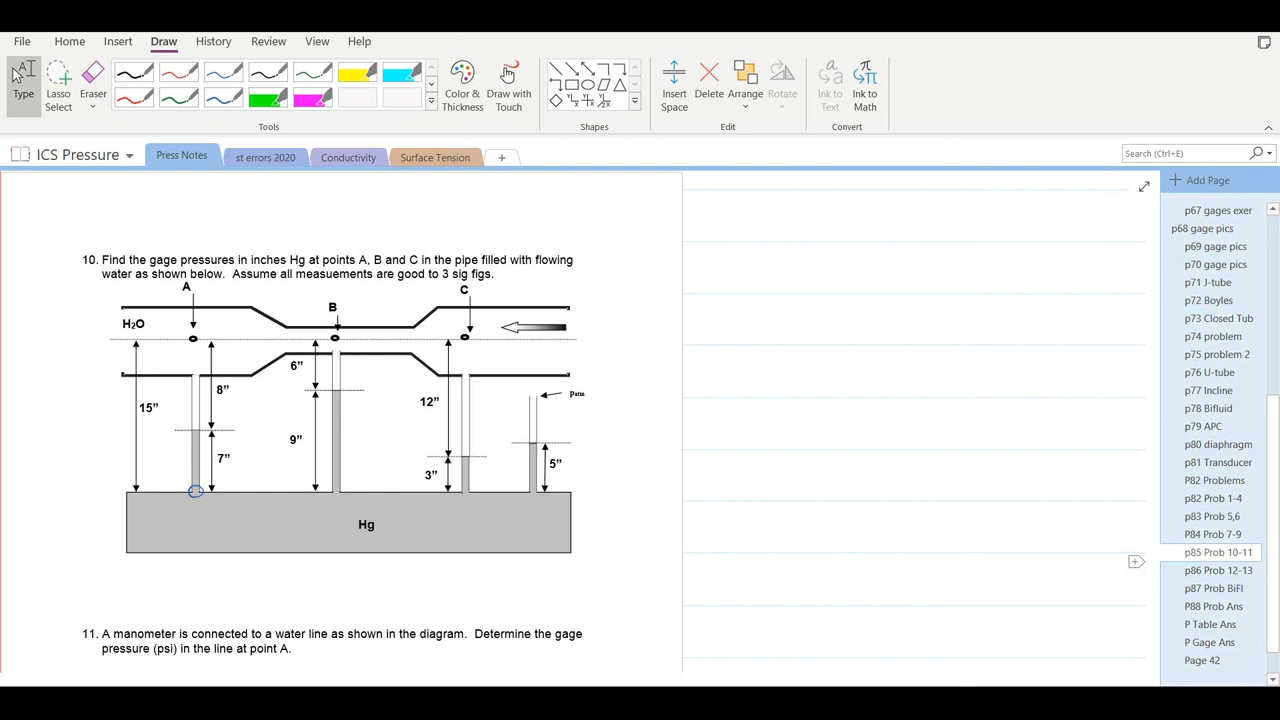 File Home Insert Draw History Review View Help
Type
Lasso Select
Eraser
Color & Thickness
Draw with Touch
Insert Space
Delete
Arrange
Rotate
Ink to Text
Ink to Math
Tools
Shapes
Edit
Convert
ICS Pressure
Press Notes
st errors 2020
Conductivity
Surface Tension
Search (Ctrl+E)
Add Page
p67 gages exer
p68 gage pics
p69 gage pics
p70 gage pics
p71 J-tube
p72 Boyles
p73 Closed Tub
p74 problem
p75 problem 2
p76 U-tube
p77 Incline
p78 Bifluid
p79 APC
p80 diaphragm
p81 Transducer
P82 Problems
p82 Prob 1-4
p83 Prob 5,6
P84 Prob 7-9
p85 Prob 10-11
p86 Prob 12-13
p87 Prob BiFl
P88 Prob Ans
P Table Ans
P Gage Ans
Page 42
10. Find the gage pressures in inches Hg at points A, B and C in the pipe filled with flowing
water as shown below. Assume all measuements are good to 3 sig figs.
A
B
C
H2O
6”
8”
15”
12”
Patm
9”
7”
3”
5”
Hg
11. A manometer is connected to a water line as shown in the diagram. Determine the gage
pressure (psi) in the line at point A.